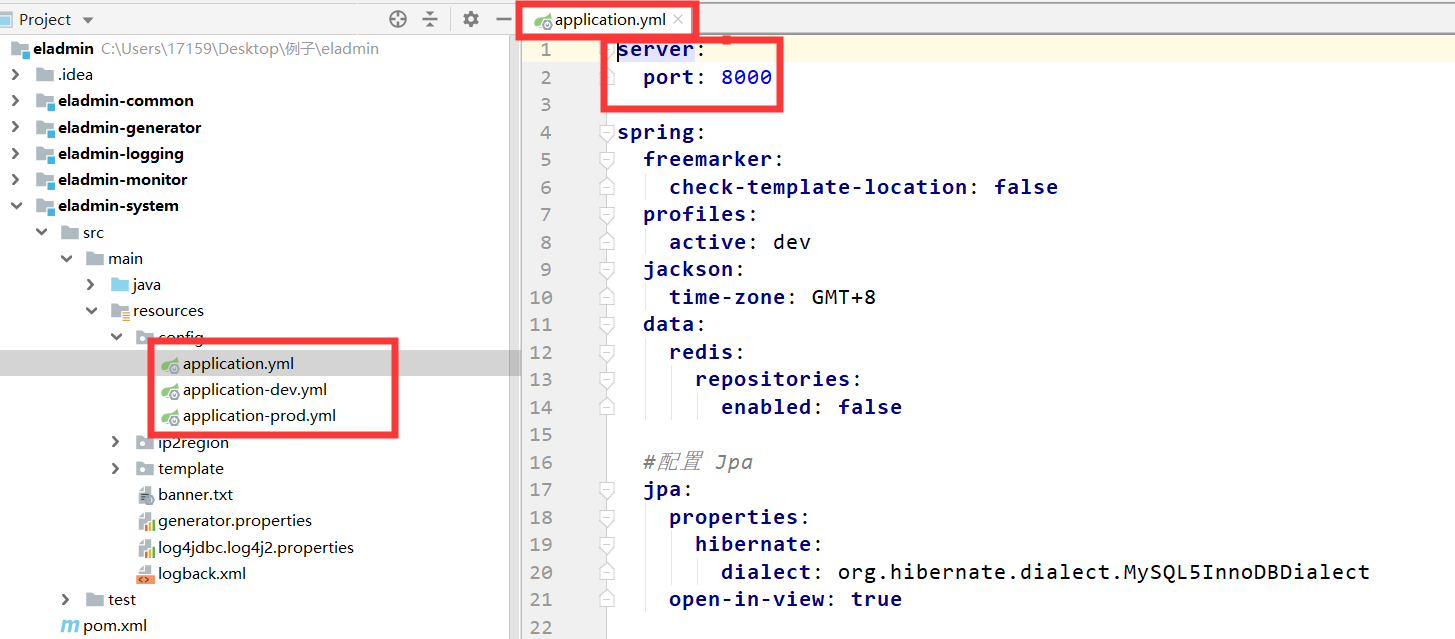 Project
eladmin C:\Users\17159\Desktop\例子\eladmin
.idea
eladmin-common
eladmin-generator
eladmin-logging
eladmin-monitor
eladmin-system
src
main
java
resources
config
application.yml
application-dev.yml
application-prod.yml
ip2region
template
banner.txt
generator.properties
log4jdbc.log4j2.properties
logback.xml
test
pom.xml
application.yml
1 server:
2 port: 8000
3
4 spring:
5 freemarker:
6 check-template-location: false
7 profiles:
8 active: dev
9 jackson:
10 time-zone: GMT+8
11 data:
12 redis:
13 repositories:
14 enabled: false
15
16 #配置 Jpa
17 jpa:
18 properties:
19 hibernate:
20 dialect: org.hibernate.dialect.MySQL5InnoDBDialect
21 open-in-view: true
22